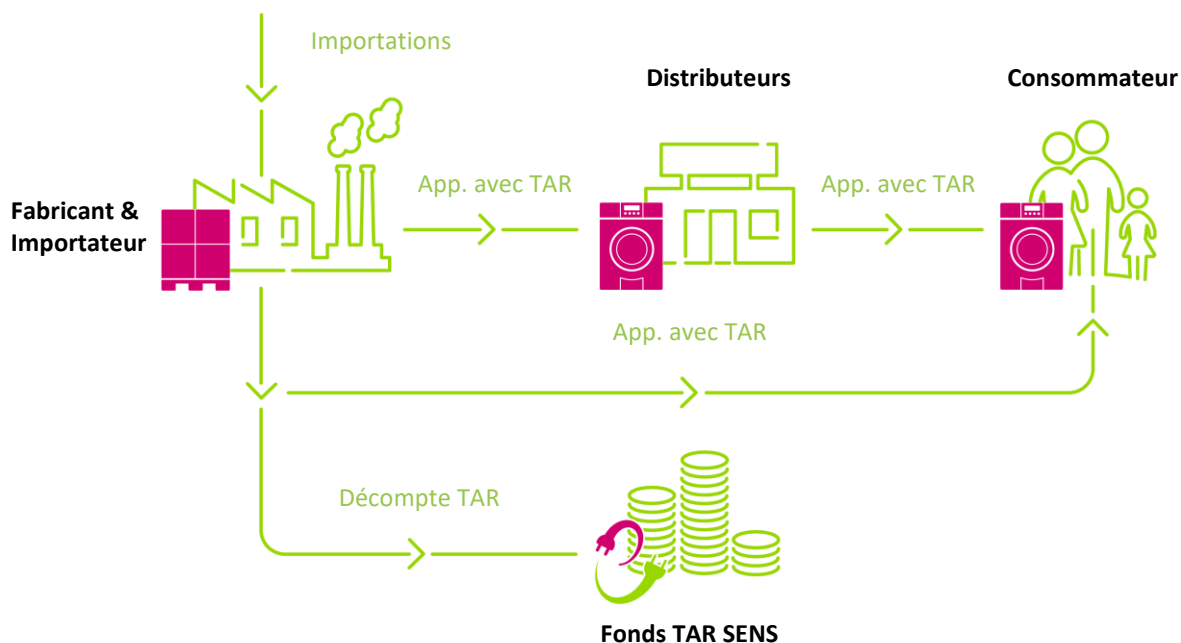 Importations
Distributeurs
Consommateur
App. avec TAR
App. avec TAR
Fabricant &
Importateur
App. avec TAR
Décompte TAR
Fonds TAR SENS